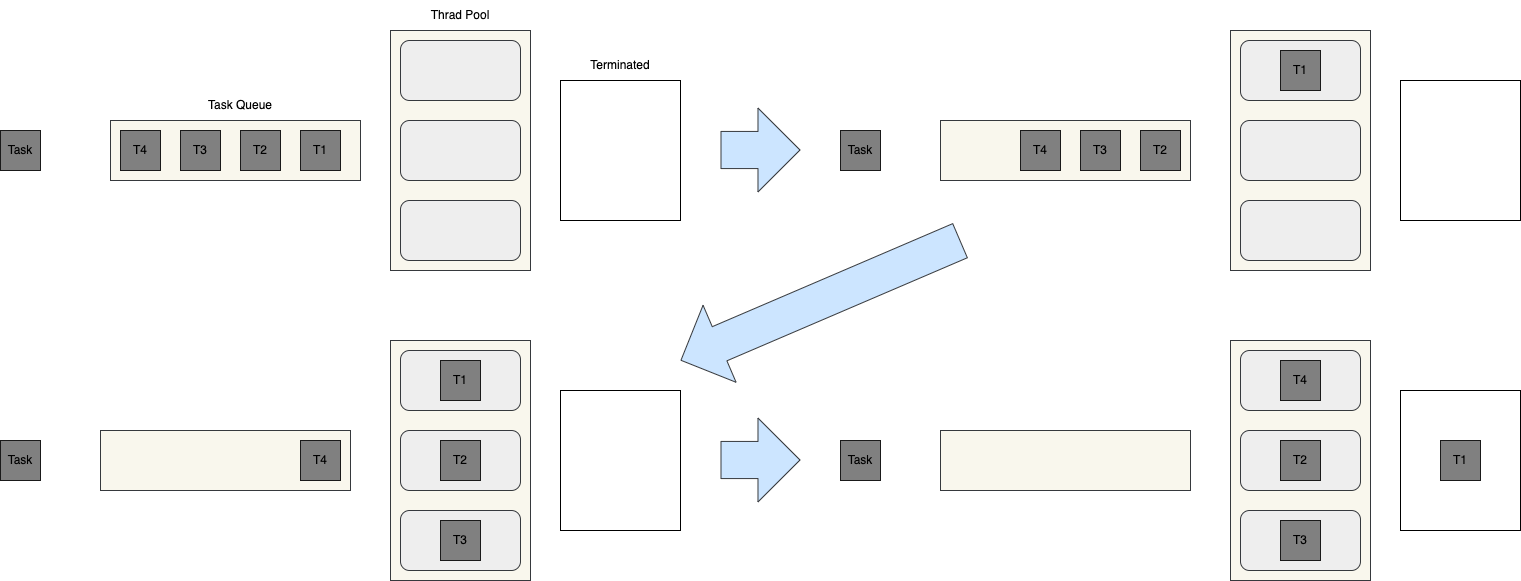 Thrad Pool
Terminated
Task Queue
Task
T4 T3 T2 T1
T1
Task
T4 T3 T2
T1
T2
T3
Task
T4
T4
T2
T3
Task
T1